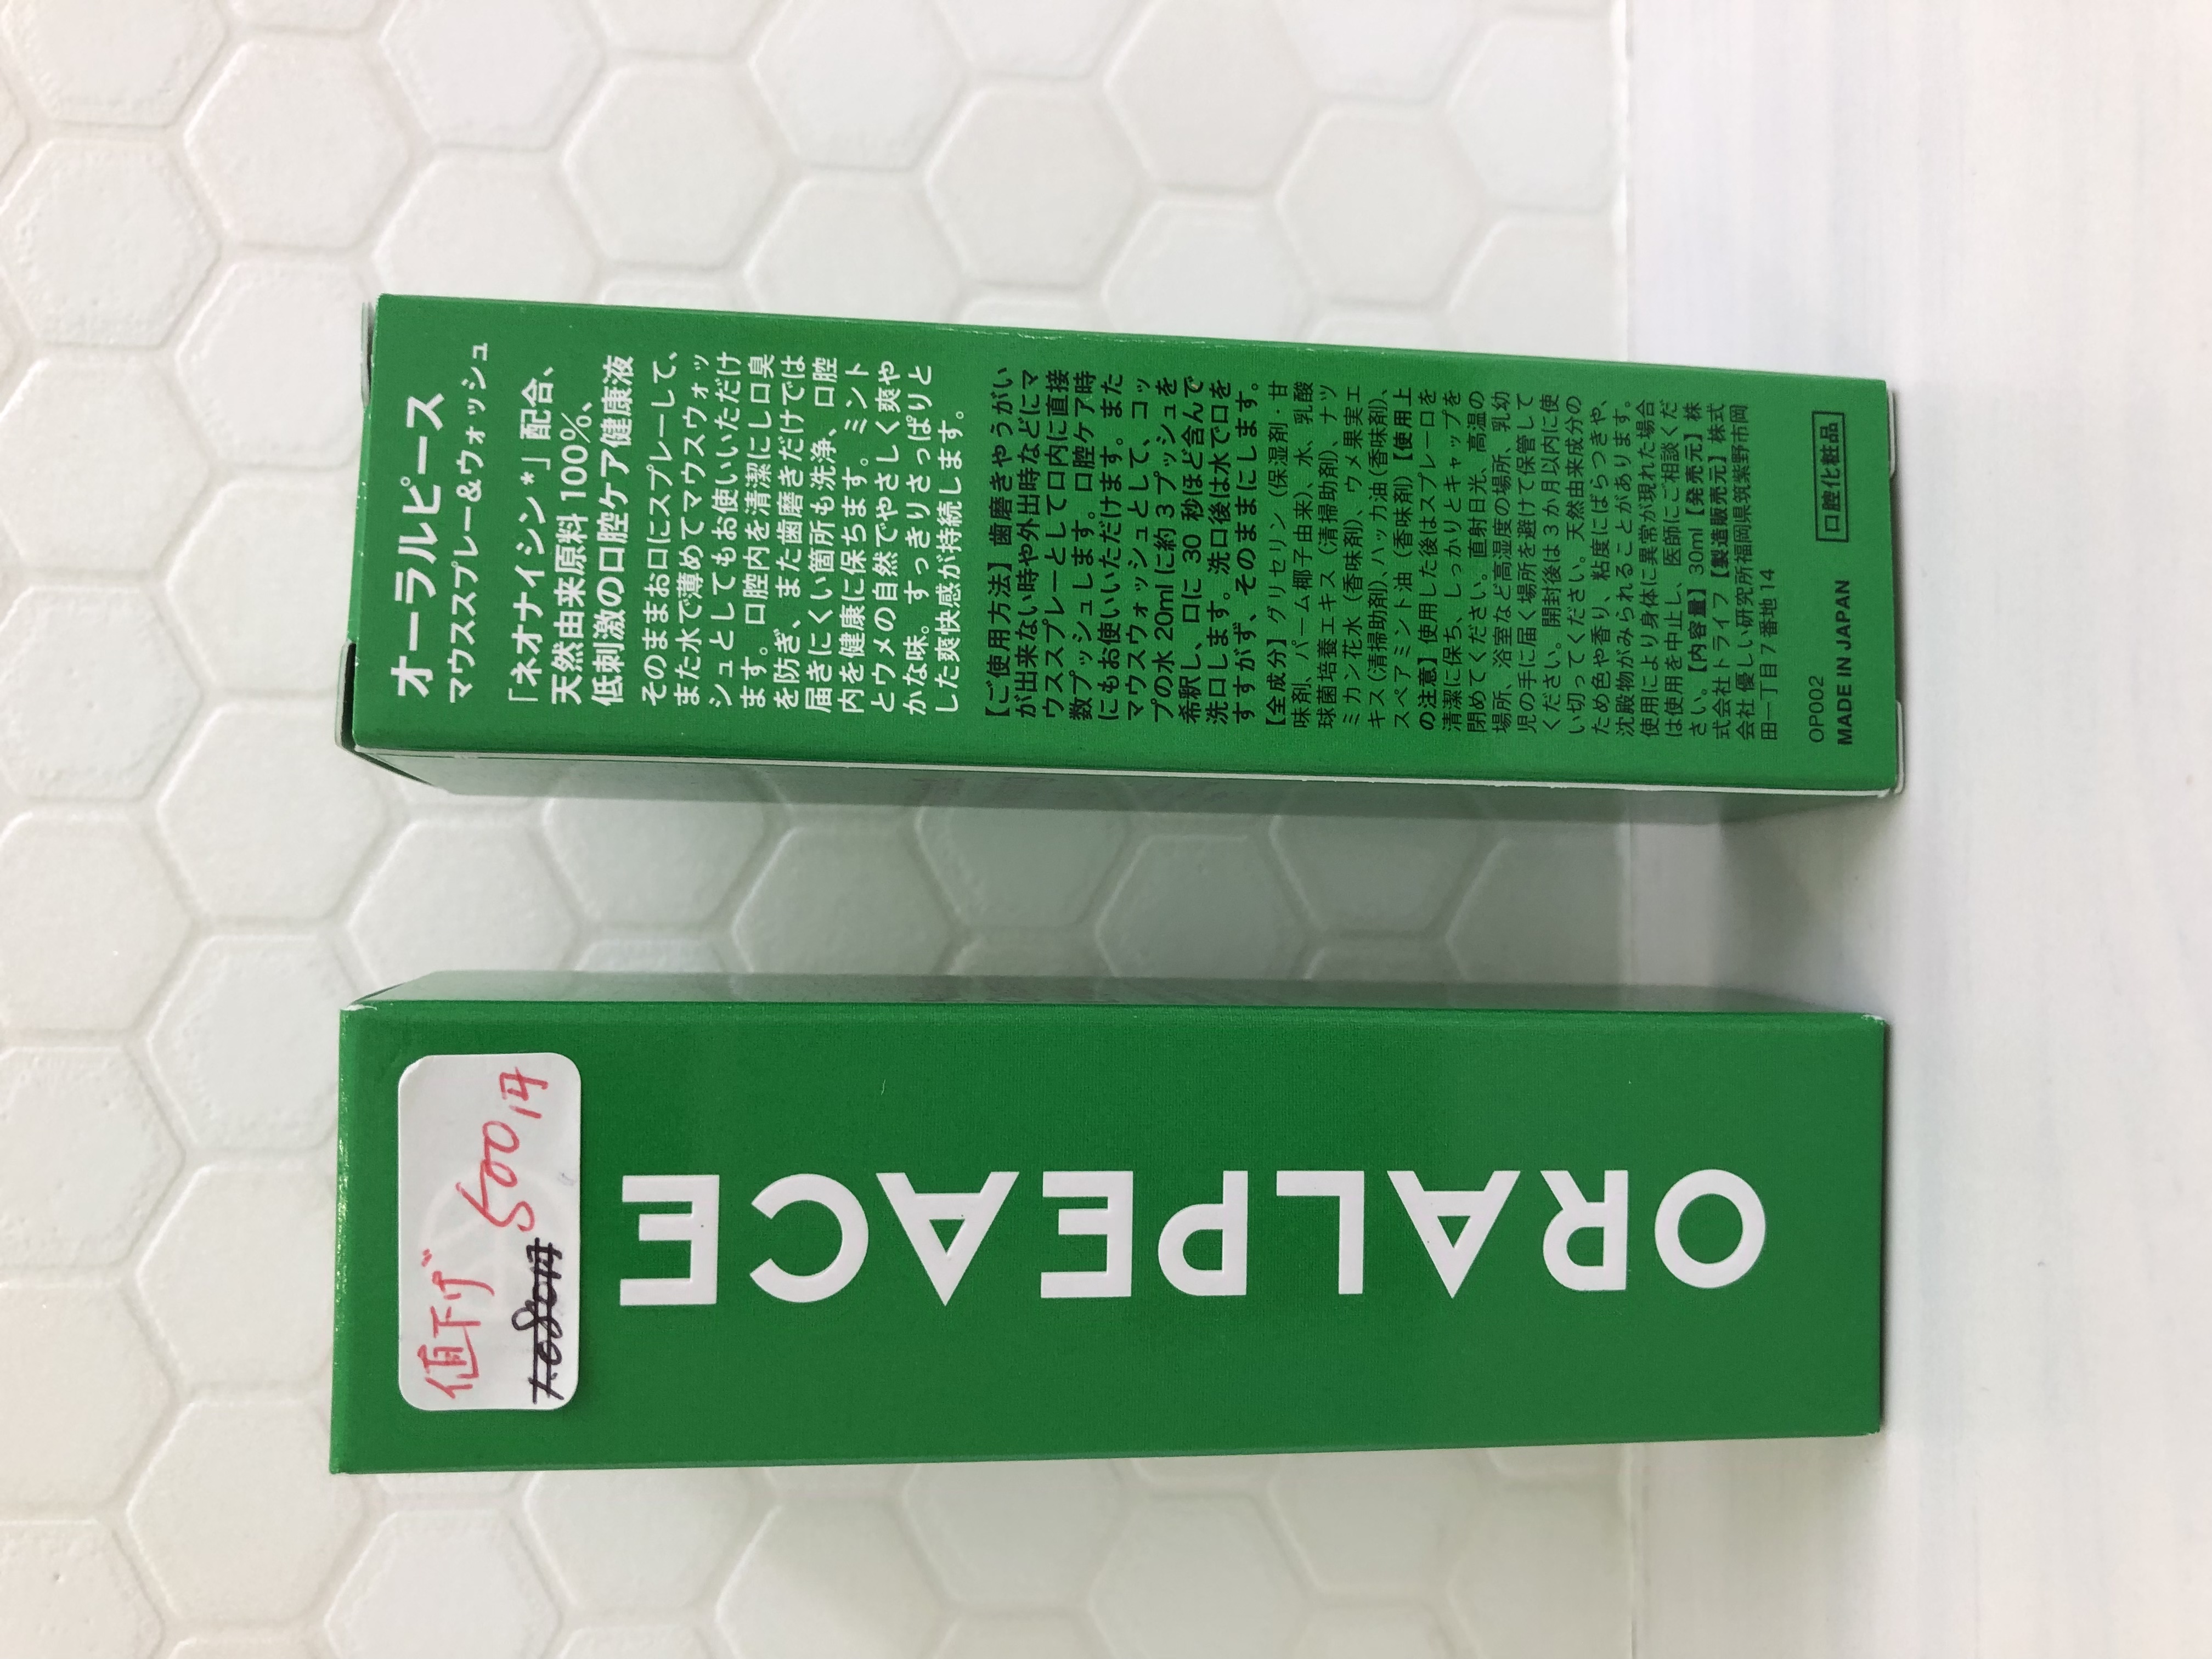 オーラルピース
マウススプレー&ウォッシュ
「ネオナイシン*」配合、
天然由来原料100%、
低刺激の口腔ケア健康液
そのままお口にスプレーして、
また水で薄めてマウスウォッ
シュとしてもお使いいただけ
ます。口腔内を清潔にし口臭
を防ぎ、また歯磨きだけでは
届きにくい箇所も洗浄、口腔
内を健康に保ちます。ミント
とウメの自然でやさしく爽や
かな味。すっきりさっぱりと
した爽快感が持続します。
【ご使用方法】歯磨きやうがい
が出来ない時や外出時などにマ
ウススプレーとして口内に直接
数プッシュします。口腔ケア時
にもお使いいただけます。また
マウスウォッシュとして、コッ
プの水20mlに約3プッシュを
希釈し、口に30秒ほど含んで
洗口します。洗口後は水で口を
すすがず、そのままにします。
【全成分】グリセリン(保湿剤・甘
味剤、パーム椰子由来)、水、乳酸
球菌培養エキス(清掃助剤)、ナツ
ミカン花水(香味剤)、ウメ果実エ
キス(清掃助剤)、ハッカ油(香味剤)、
スペアミント油(香味剤)【使用上
の注意】使用した後はスプレー口を
清潔に保ち、しっかりとキャップを
閉めてください。直射日光、高温の
場所、浴室など高湿度の場所、乳幼
児の手に届く場所を避けて保管して
ください。開封後は3か月以内に使
い切ってください。天然由来成分の
ため色や香り、粘度にばらつきや、
沈殿物がみられることがあります。
使用により身体に異常が現れた場合
は使用を中止し、医師にご相談くだ
さい。【内容量】30ml【発売元】株
式会社トライフ【製造販売元】株式
会社優しい研究所福岡県筑紫野市岡
田一丁目7番地14
OP002
MADE IN JAPAN
口腔化粧品
値下げ
500円
ORALPEACE